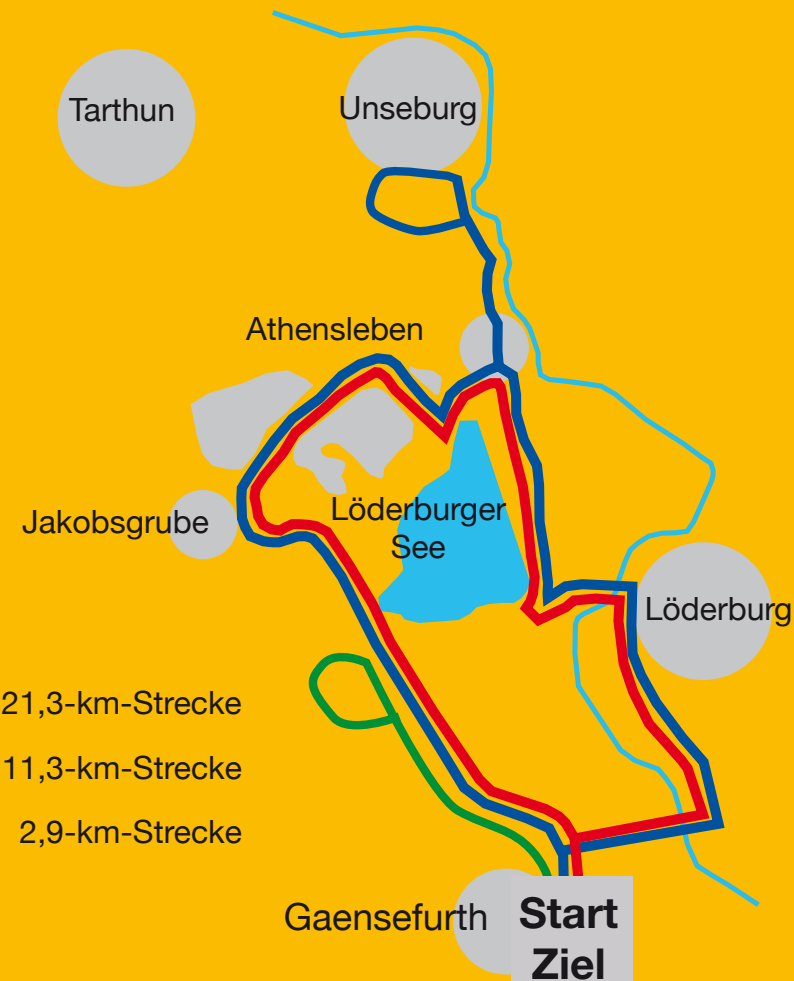 Tarthun
Unseburg
Athensleben
Jakobsgrube
Löderburger
See
Löderburg
21,3-km-Strecke
11,3-km-Strecke
2,9-km-Strecke
Gaensefurth
Start
Ziel